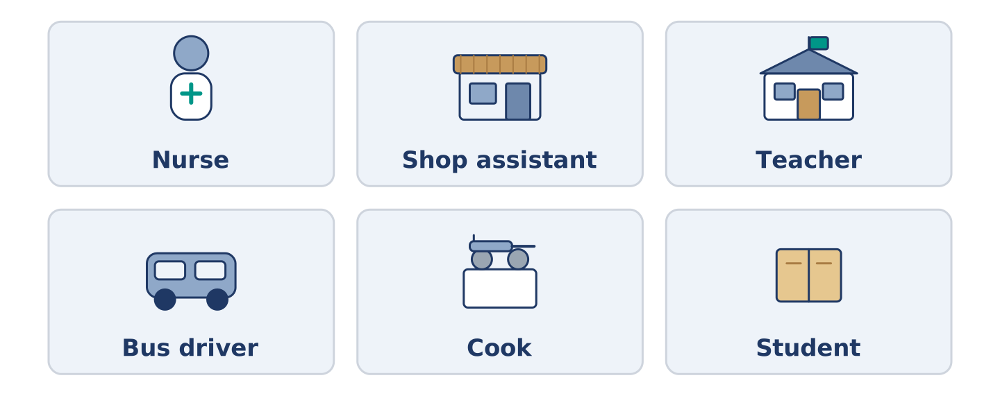 Nurse
Shop assistant
Teacher
Bus driver
Cook
Student